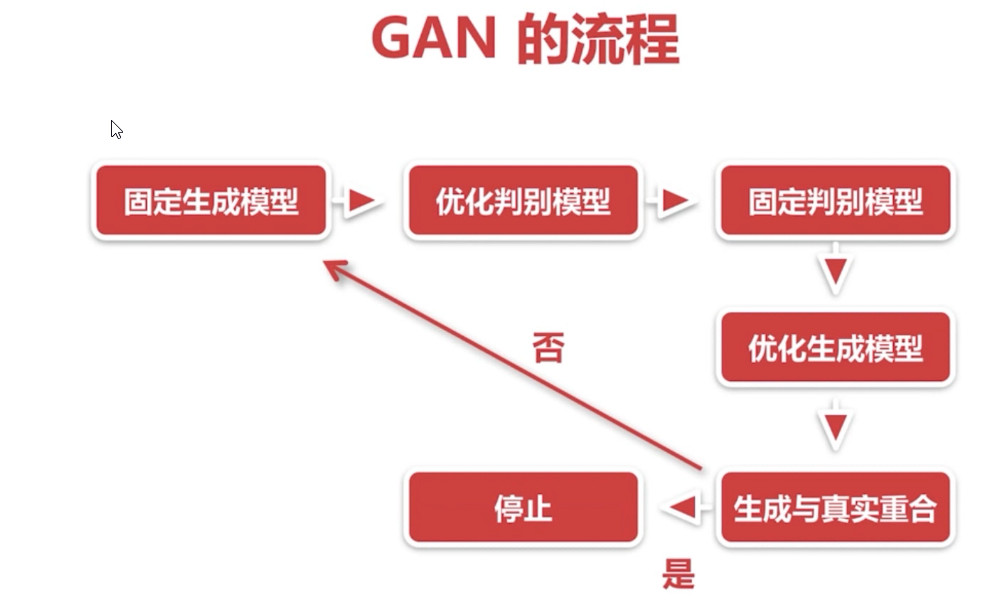 GAN 的流程
固定生成模型
优化判别模型
固定判别模型
优化生成模型
否
生成与真实重合
停止
是